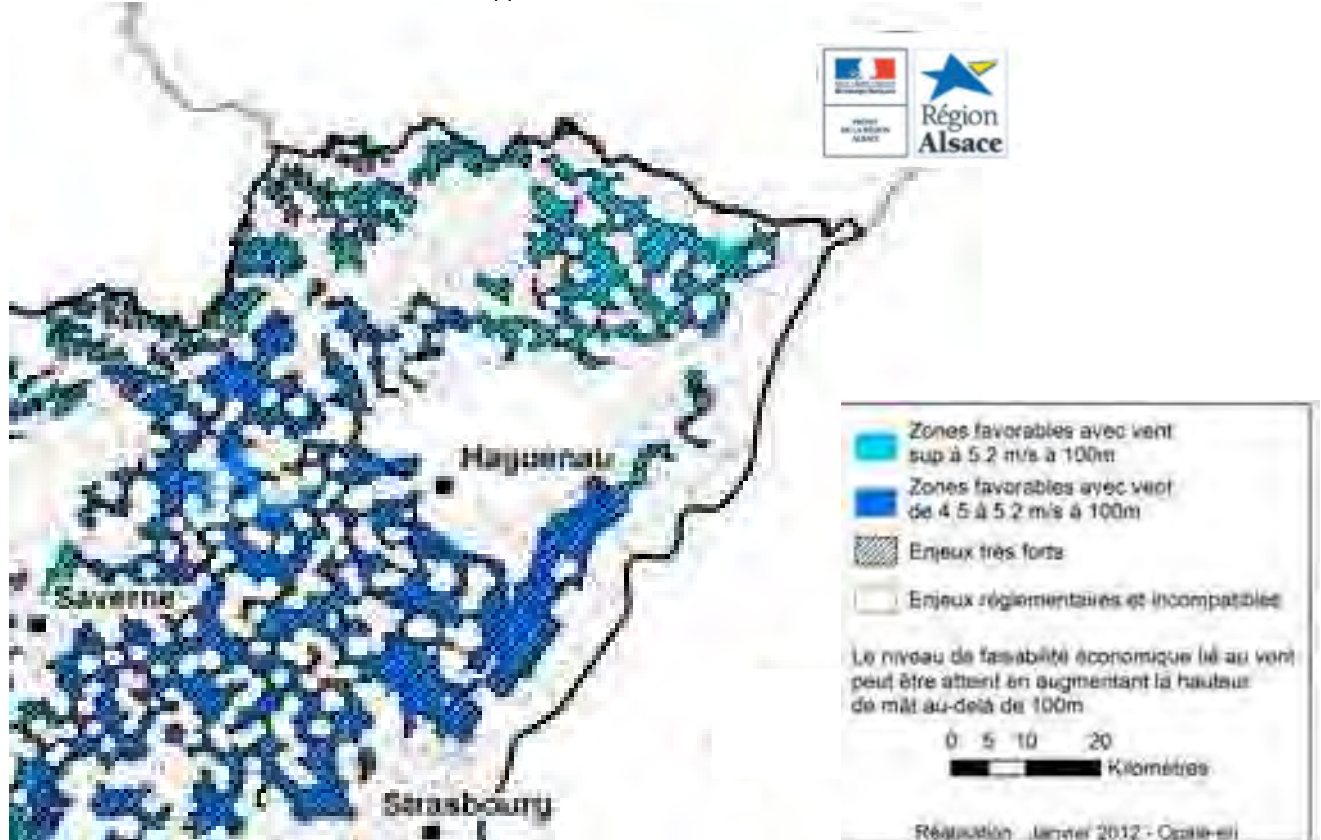 Région
Alsace
Haguenau
Saverne
Strasbourg
Zones favorables avec vent
sup à 5.2 m/s à 100m
Zones favorables avec vent
de 4.5 à 5.2 m/s à 100m
Enjeux très forts
Enjeux réglementaires et incompatibles
Le niveau de faisabilité économique lié au vent
peut être atteint en augmentant la hauteur
de mât au-delà de 100m
0 5 10 20
Kilomètres
Réalisation Janvier 2012 -